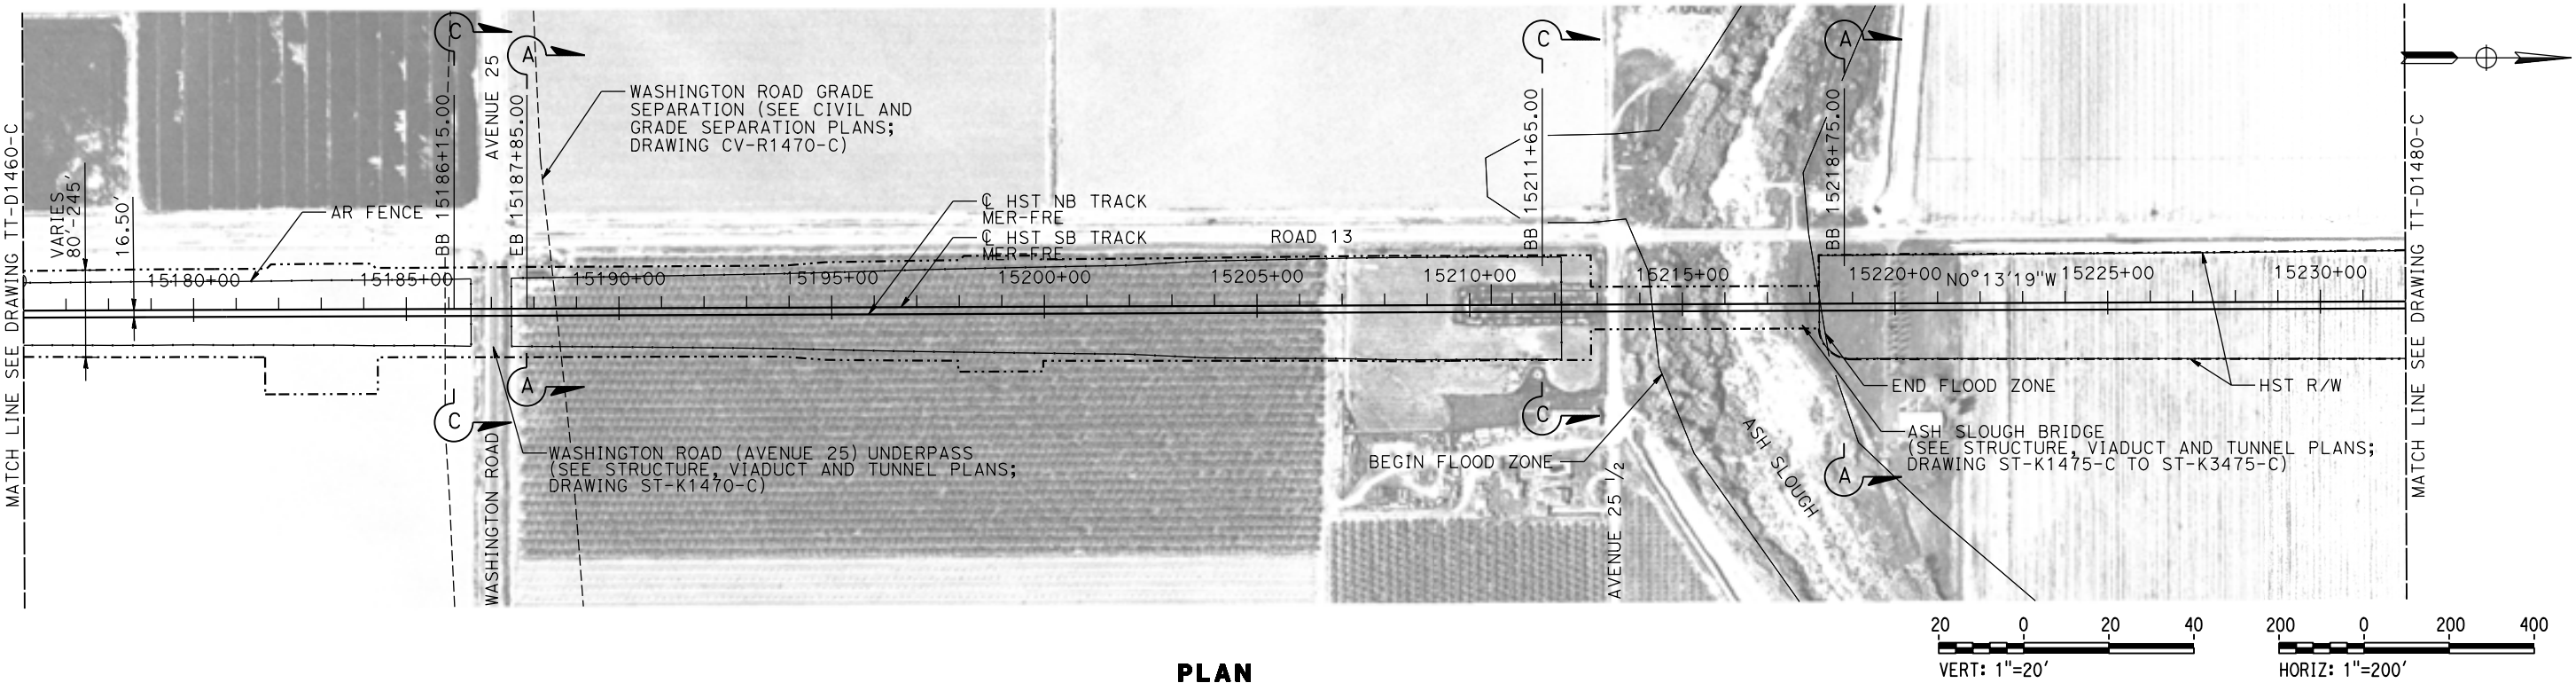 MATCH LINE SEE DRAWING TT-D1460-C
VARIES
80'-245'
16.50'
AR FENCE
C
BB 15186+15.00
C
AVENUE 25
WASHINGTON ROAD
A
EB 15187+85.00
A
WASHINGTON ROAD GRADE
SEPARATION (SEE CIVIL AND
GRADE SEPARATION PLANS;
DRAWING CV-R1470-C)
℄ HST NB TRACK
MER-FRE
℄ HST SB TRACK
MER-FRE
ROAD 13
15180+00
15185+00
15190+00
15195+00
15200+00
15205+00
15210+00
15215+00
15220+00
N0°13'19"W
15225+00
15230+00
WASHINGTON ROAD (AVENUE 25) UNDERPASS
(SEE STRUCTURE, VIADUCT AND TUNNEL PLANS;
DRAWING ST-K1470-C)
C
BB 15211+65.00
C
BEGIN FLOOD ZONE
AVENUE 25 1/2
ASH SLOUGH
A
BB 15218+75.00
A
END FLOOD ZONE
HST R/W
ASH SLOUGH BRIDGE
(SEE STRUCTURE, VIADUCT AND TUNNEL PLANS;
DRAWING ST-K1475-C TO ST-K3475-C)
MATCH LINE SEE DRAWING TT-D1480-C
PLAN
20 0 20 40
VERT: 1"=20'
200 0 200 400
HORIZ: 1"=200'